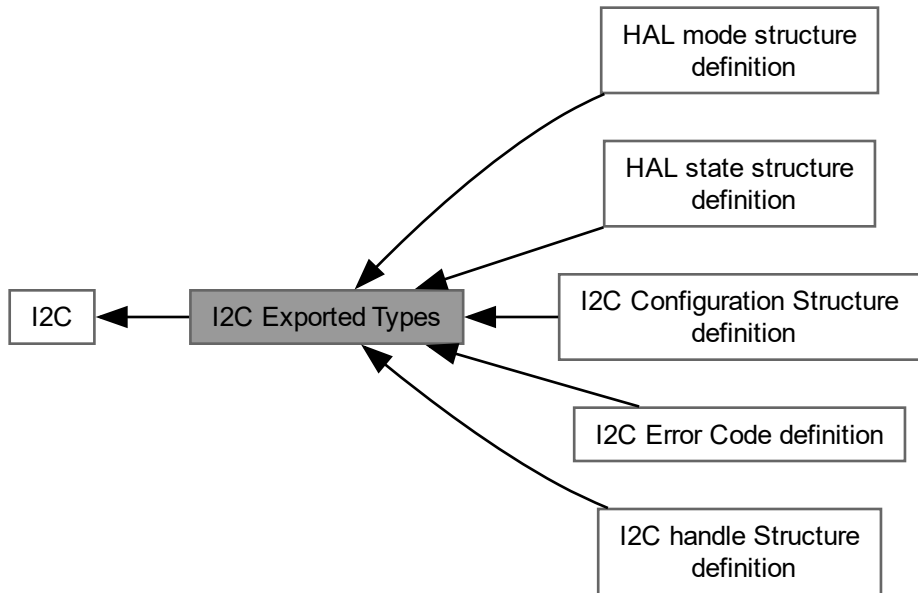 HAL mode structure
definition
HAL state structure
definition
I2C
I2C Exported Types
I2C Configuration Structure
definition
I2C Error Code definition
I2C handle Structure
definition